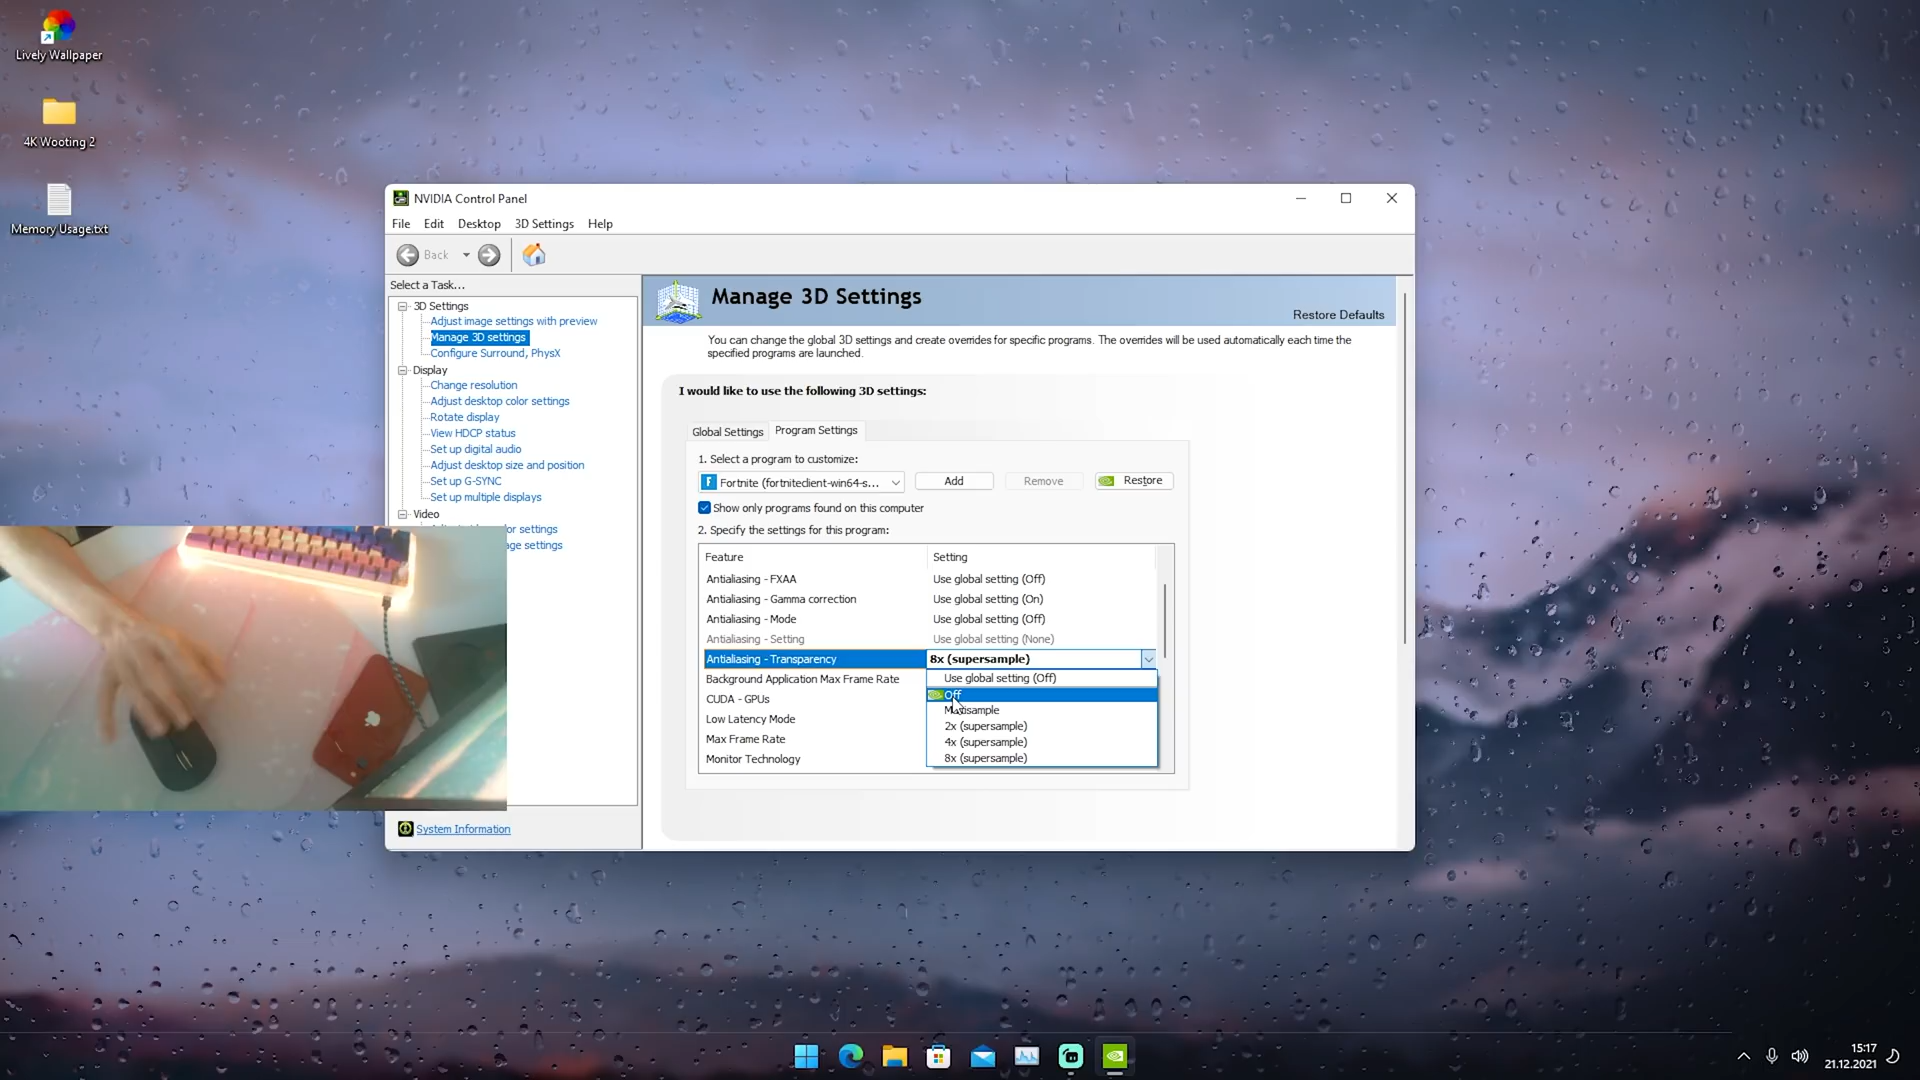 Lively Wallpaper
4K Wooting 2
Memory Usage.txt
NVIDIA Control Panel
File Edit Desktop 3D Settings Help
Back
Select a Task...
3D Settings
Adjust image settings with preview
Manage 3D settings
Configure Surround, PhysX
Display
Change resolution
Adjust desktop color settings
Rotate display
View HDCP status
Set up digital audio
Adjust desktop size and position
Set up G-SYNC
Set up multiple displays
Video
or settings
age settings
System Information
Manage 3D Settings
Restore Defaults
You can change the global 3D settings and create overrides for specific programs. The overrides will be used automatically each time the
specified programs are launched.
I would like to use the following 3D settings:
Global Settings Program Settings
1. Select a program to customize:
Fortnite (fortniteclient-win64-s... Add Remove Restore
Show only programs found on this computer
2. Specify the settings for this program:
Feature Setting
Antialiasing - FXAA Use global setting (Off)
Antialiasing - Gamma correction Use global setting (On)
Antialiasing - Mode Use global setting (Off)
Antialiasing - Setting Use global setting (None)
Antialiasing - Transparency 8x (supersample)
Background Application Max Frame Rate
CUDA - GPUs
Low Latency Mode
Max Frame Rate
Monitor Technology
Use global setting (Off)
Off
2x (supersample)
4x (supersample)
8x (supersample)
15:17
21.12.2021